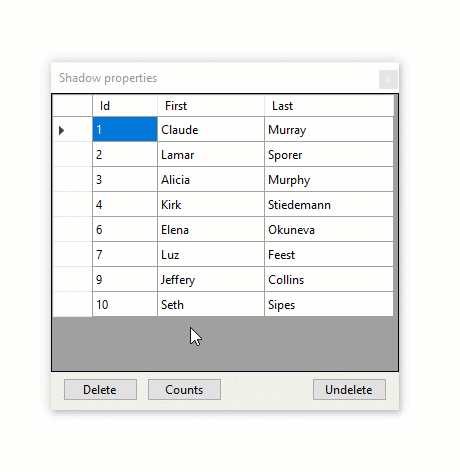 Shadow properties x
Id First Last
1 Claude Murray
2 Lamar Sporer
3 Alicia Murphy
4 Kirk Stiedemann
6 Elena Okuneva
7 Luz Feest
9 Jeffery Collins
10 Seth Sipes
Delete Counts Undelete